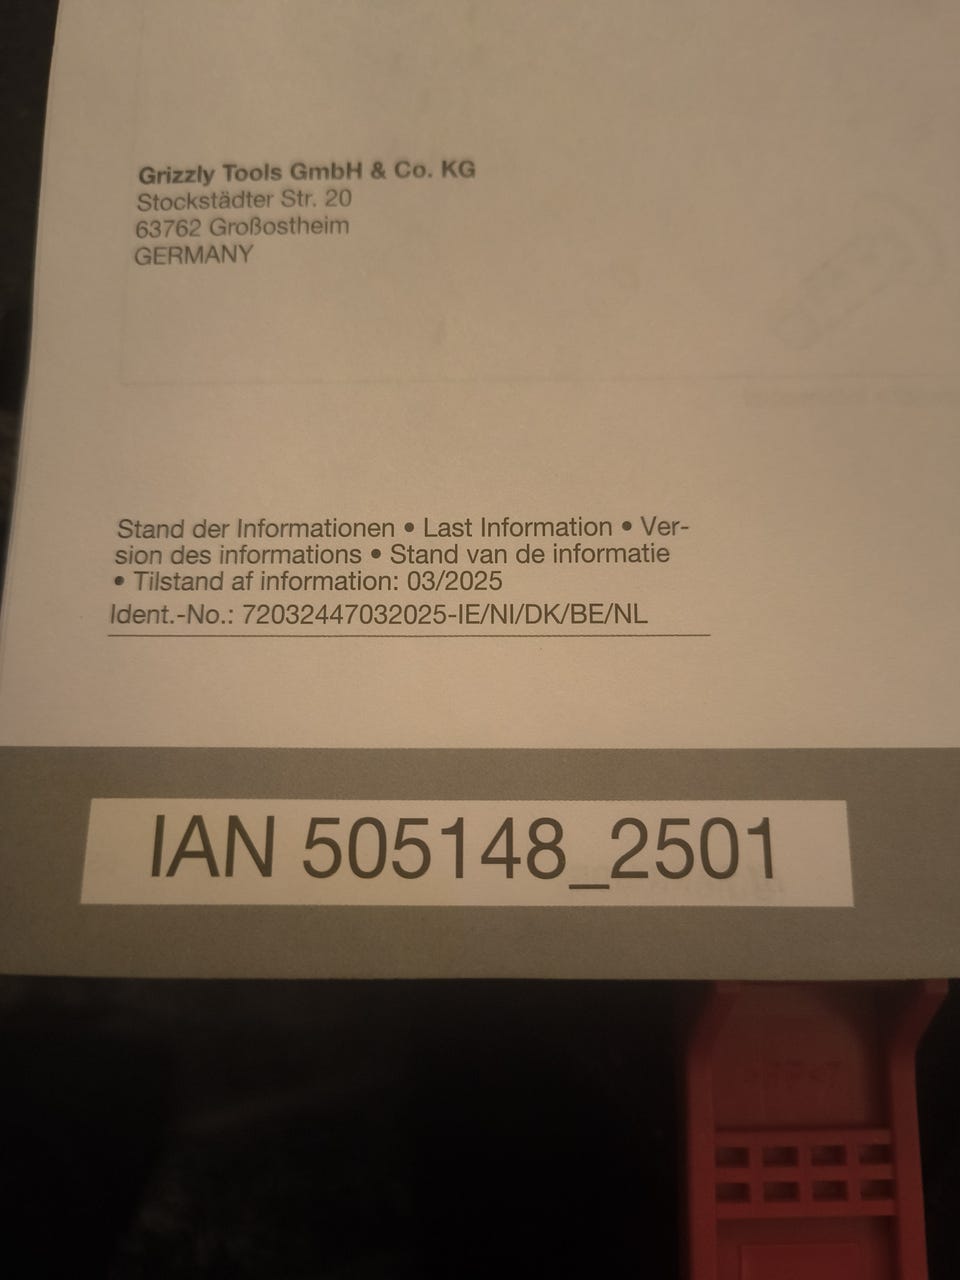 Grizzly Tools GmbH & Co. KG
Stockstädter Str. 20
63762 Großostheim
GERMANY
Stand der Informationen • Last Information • Ver-
sion des informations • Stand van de informatie
• Tilstand af information: 03/2025
Ident.-No.: 72032447032025-IE/NI/DK/BE/NL
IAN 505148_2501